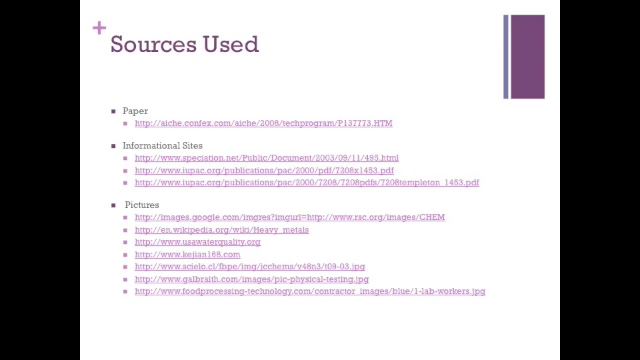 +
Sources Used
Paper
http://aiche.confex.com/aiche/2008/techprogram/P137773.HTM
Informational Sites
http://www.speciation.net/Public/Document/2003/09/11/485.html
http://www.iupac.org/publications/pac/2000/pdf/7208x1453.pdf
http://www.iupac.org/publications/pac/2000/7208/7208pdfs/7208templeton_1453.pdf
Pictures
http://images.google.com/imgres?imgurl=http://www.rsc.org/images/CHEM
http://en.wikipedia.org/wiki/Heavy_metals
http://www.usawaterquality.org
http://www.kejian168.com
http://www.scielo.cl/fbpe/img/jcchems/v48n3/t09-03.jpg
http://www.galbraith.com/images/pic-physical-testing.jpg
http://www.foodprocessing-technology.com/contractor_images/blue/1-lab-workers.jpg